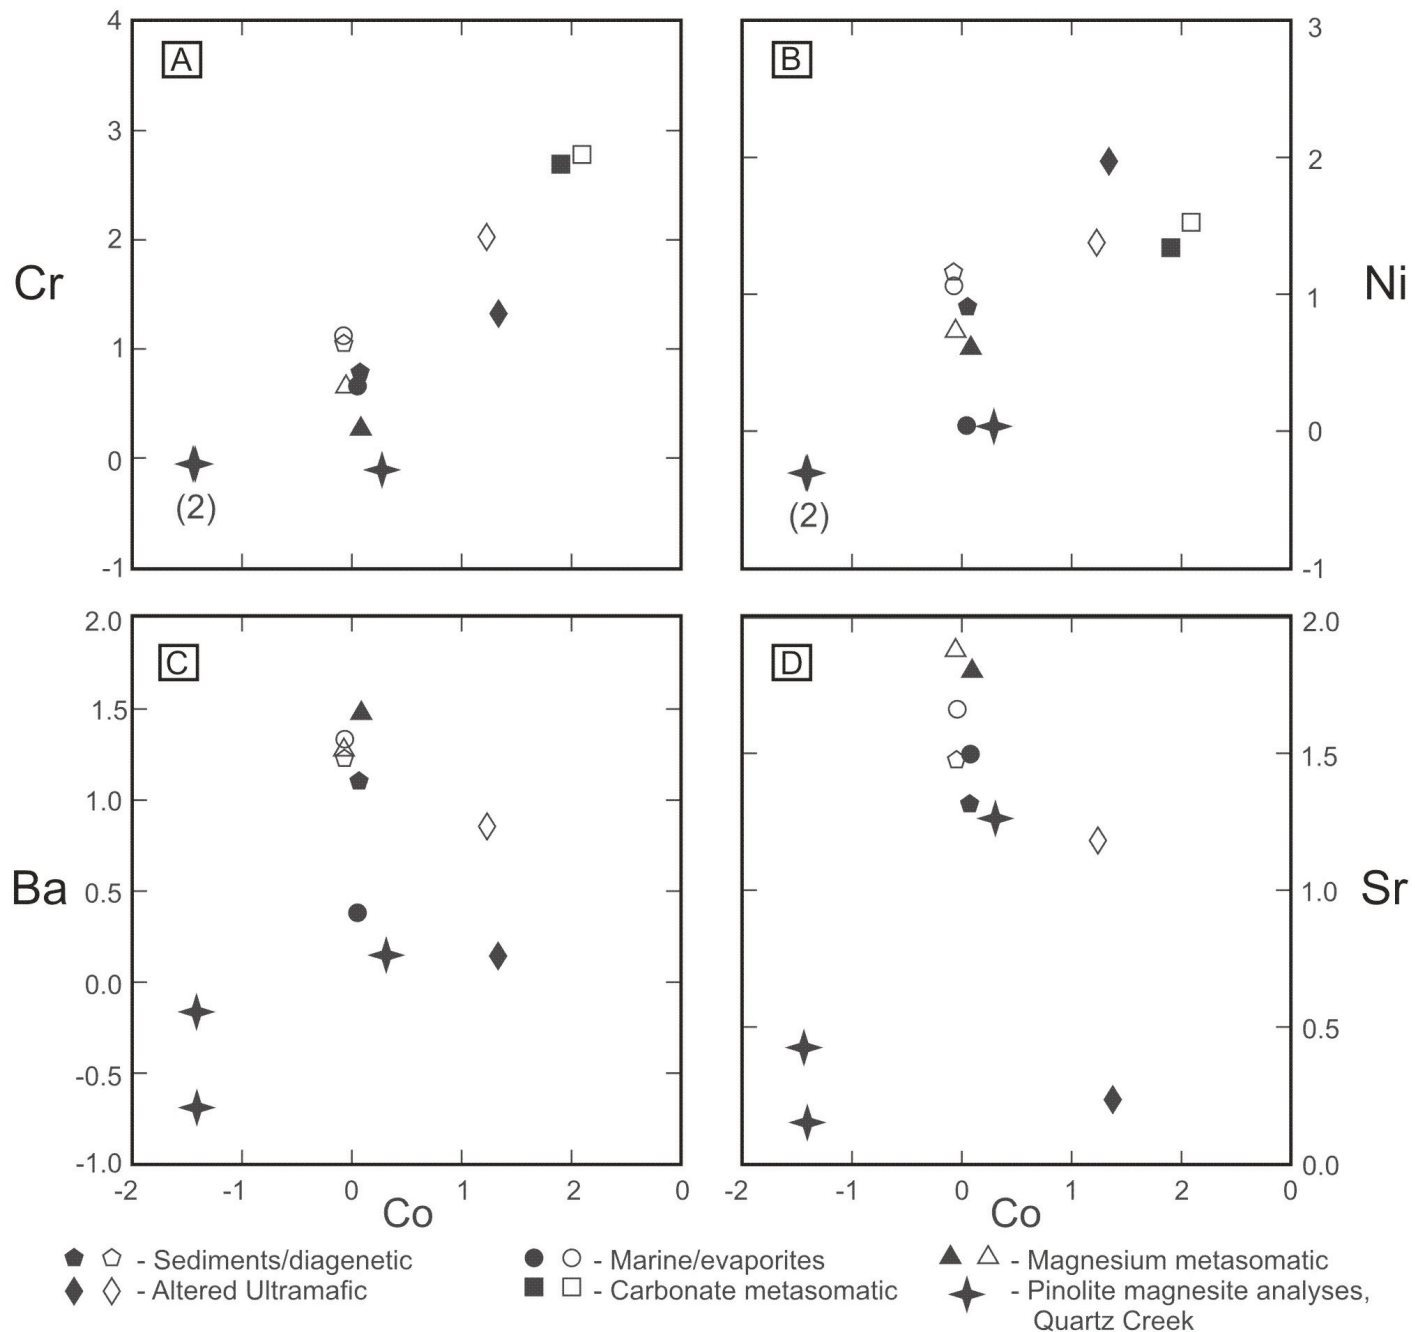 4
3
2
1
0
-1
A
(2)
Cr
3
2
1
0
-1
B
(2)
Ni
2.0
1.5
1.0
0.5
0.0
-0.5
-1.0
C
Ba
-2 -1 0 1 2 0
Co
2.0
1.5
1.0
0.5
0.0
D
Sr
-2 -1 0 1 2 0
Co
- Sediments/diagenetic
- Marine/evaporites
- Magnesium metasomatic
- Altered Ultramafic
- Carbonate metasomatic
- Pinolite magnesite analyses,
Quartz Creek